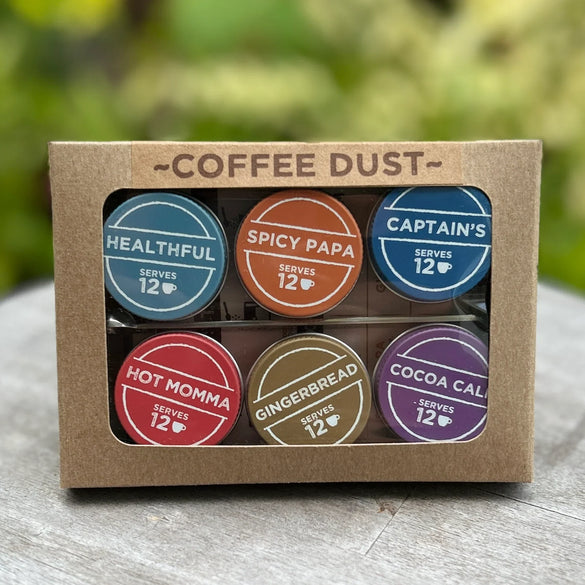 ~COFFEE DUST~
HEALTHFUL
SERVES
12
SPICY PAPA
SERVES
12
CAPTAIN'S
SERVES
12
HOT MOMMA
SERVES
12
GINGERBREAD
SERVES
12
COCOA CALI
SERVES
12